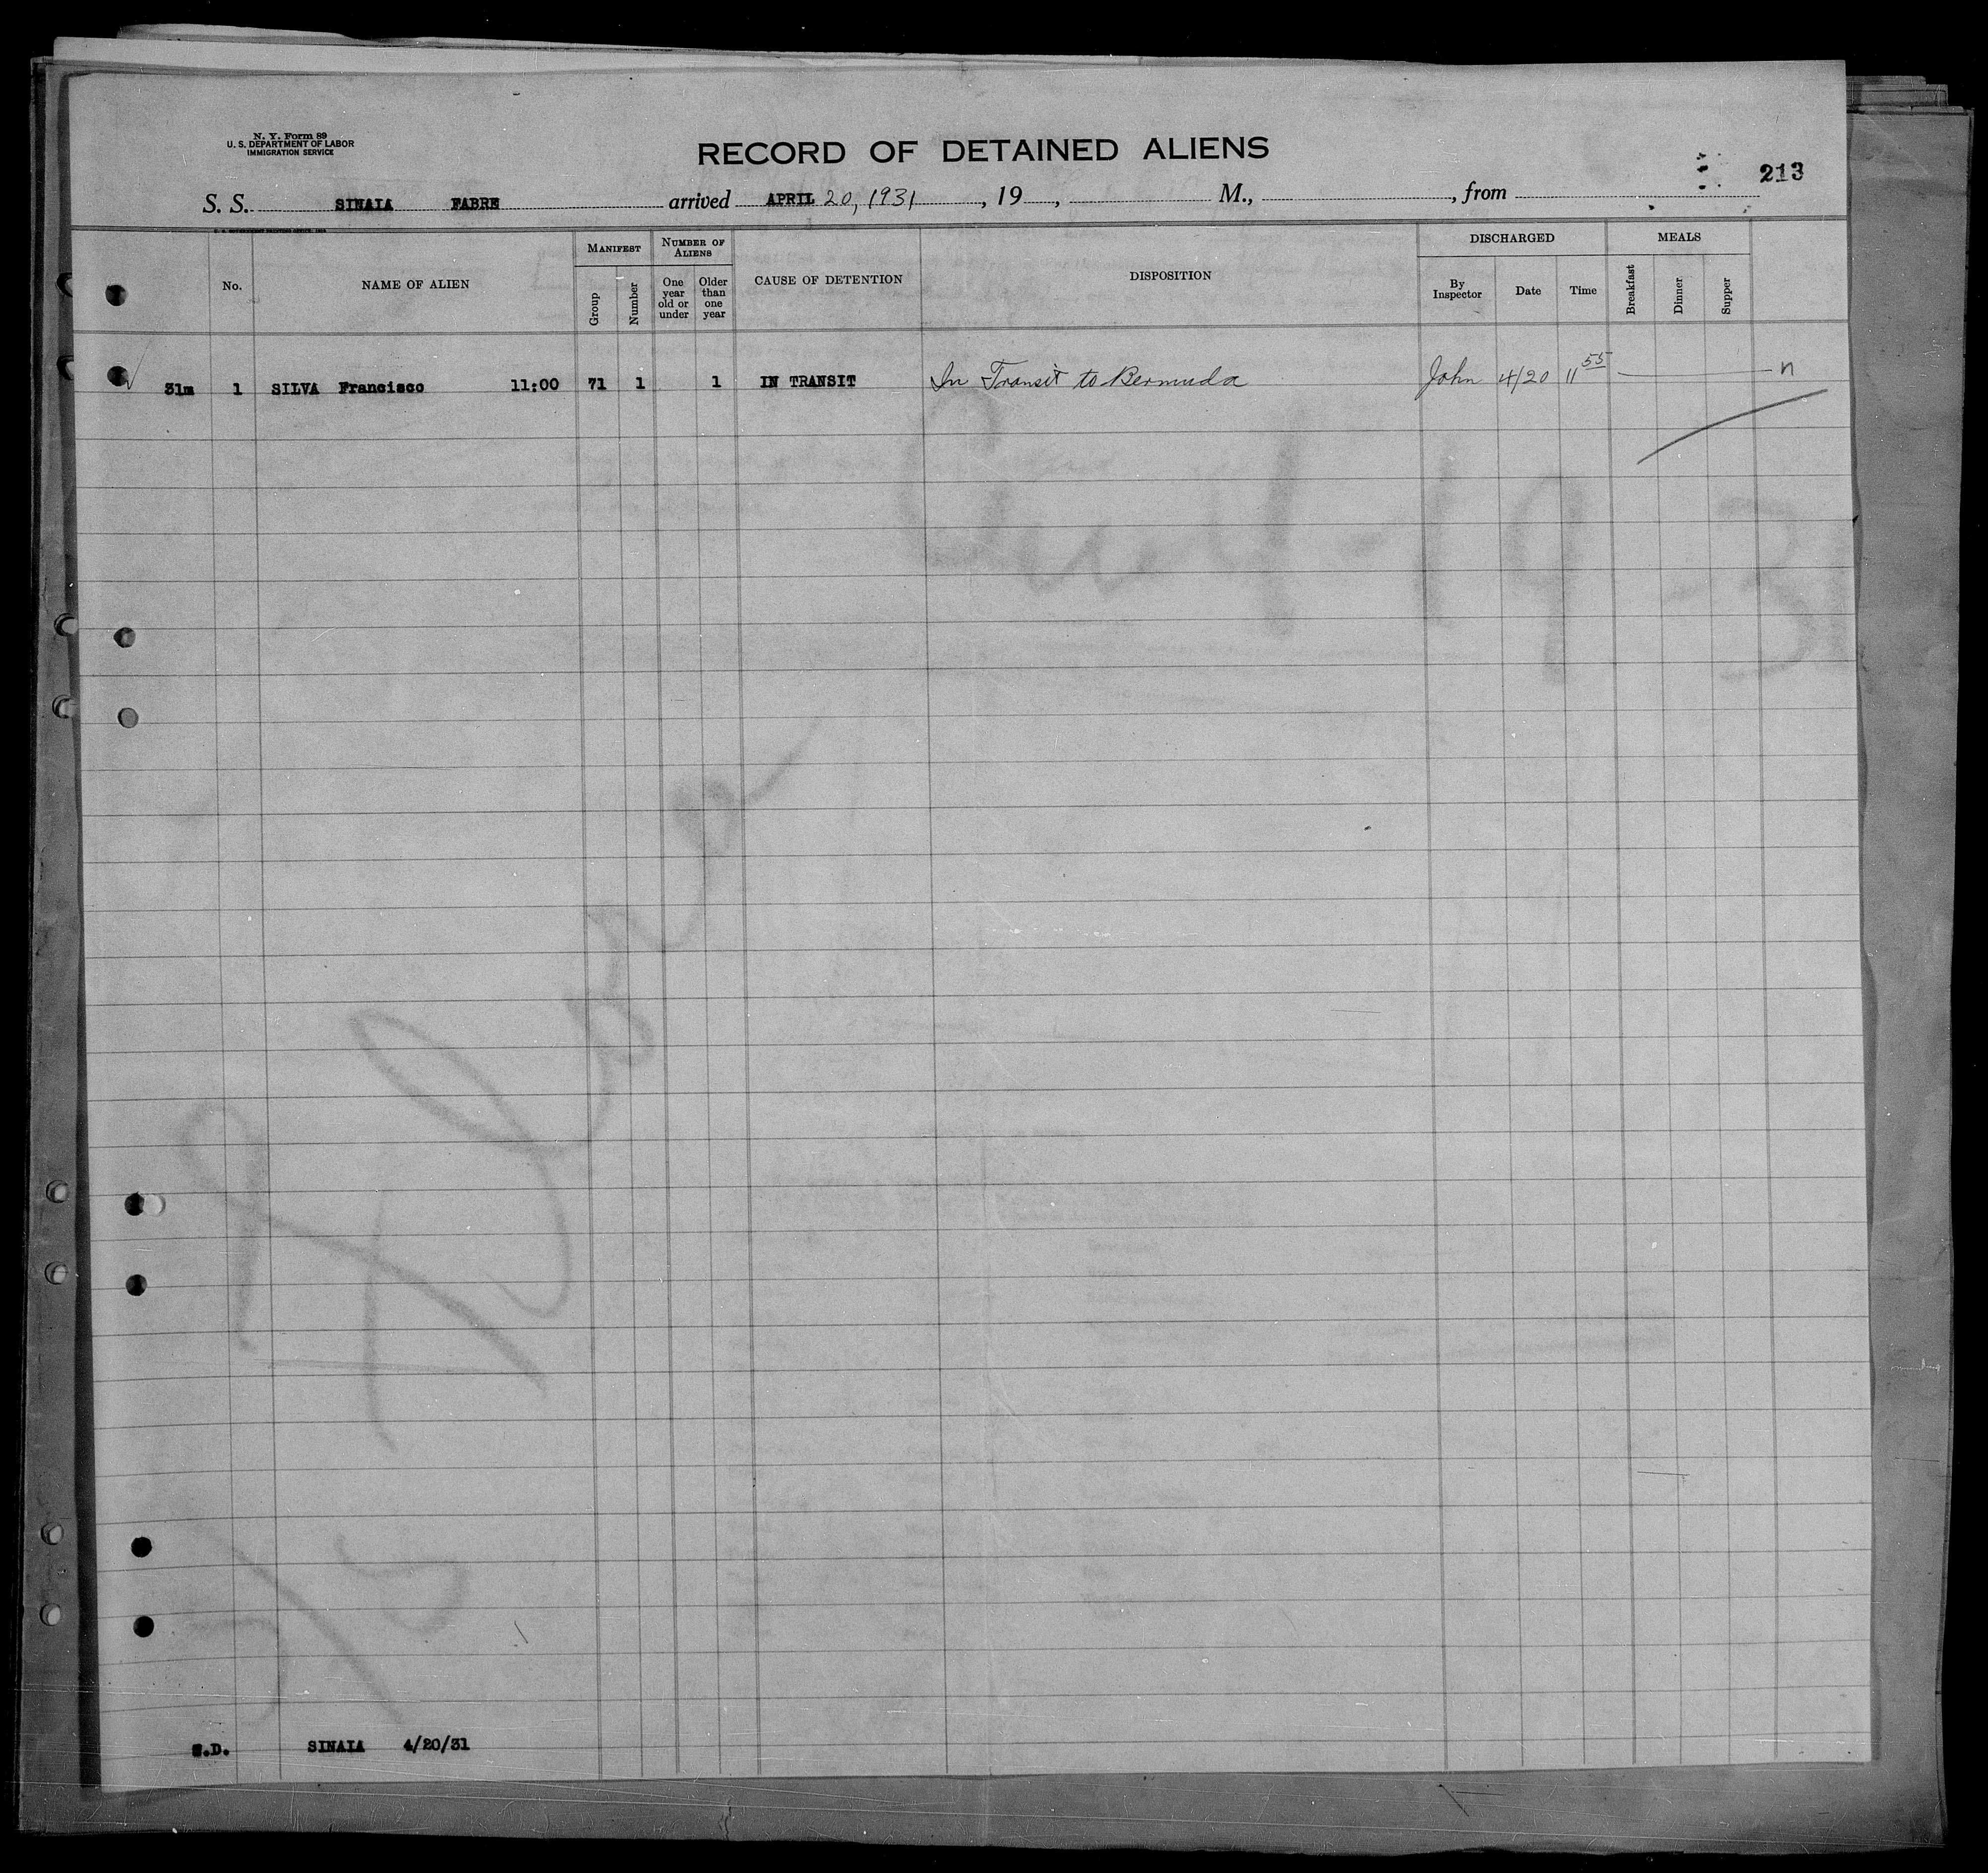 N. Y. Form 89
U. S. DEPARTMENT OF LABOR
IMMIGRATION SERVICE
RECORD OF DETAINED ALIENS
213
S. S. SINAIA FABRE arrived APRIL 20, 1931, 19 , M., , from
No. NAME OF ALIEN MANIFEST Group Number NUMBER OF ALIENS One year old or under Older than one year CAUSE OF DETENTION DISPOSITION DISCHARGED By Inspector Date Time MEALS Breakfast Dinner Supper
31m 1 SILVA Francisco 11:00 71 1 1 IN TRANSIT In Transit to Bermuda John 4/20 11 55 n
S.D. SINAIA 4/20/31